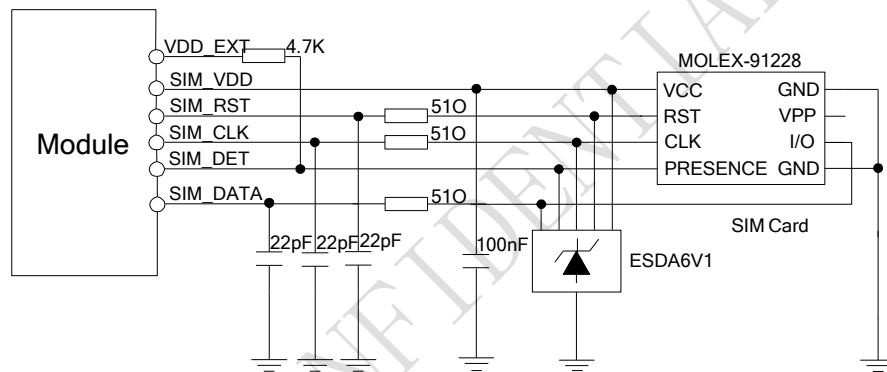 VDD_EXT
4.7K
SIM_VDD
SIM_RST
51O
SIM_CLK
51O
SIM_DET
SIM_DATA
51O
Module
22pF
22pF
22pF
100nF
ESDA6V1
MOLEX-91228
VCC
GND
RST
VPP
CLK
I/O
PRESENCE
GND
SIM Card
NFIDENTIAL